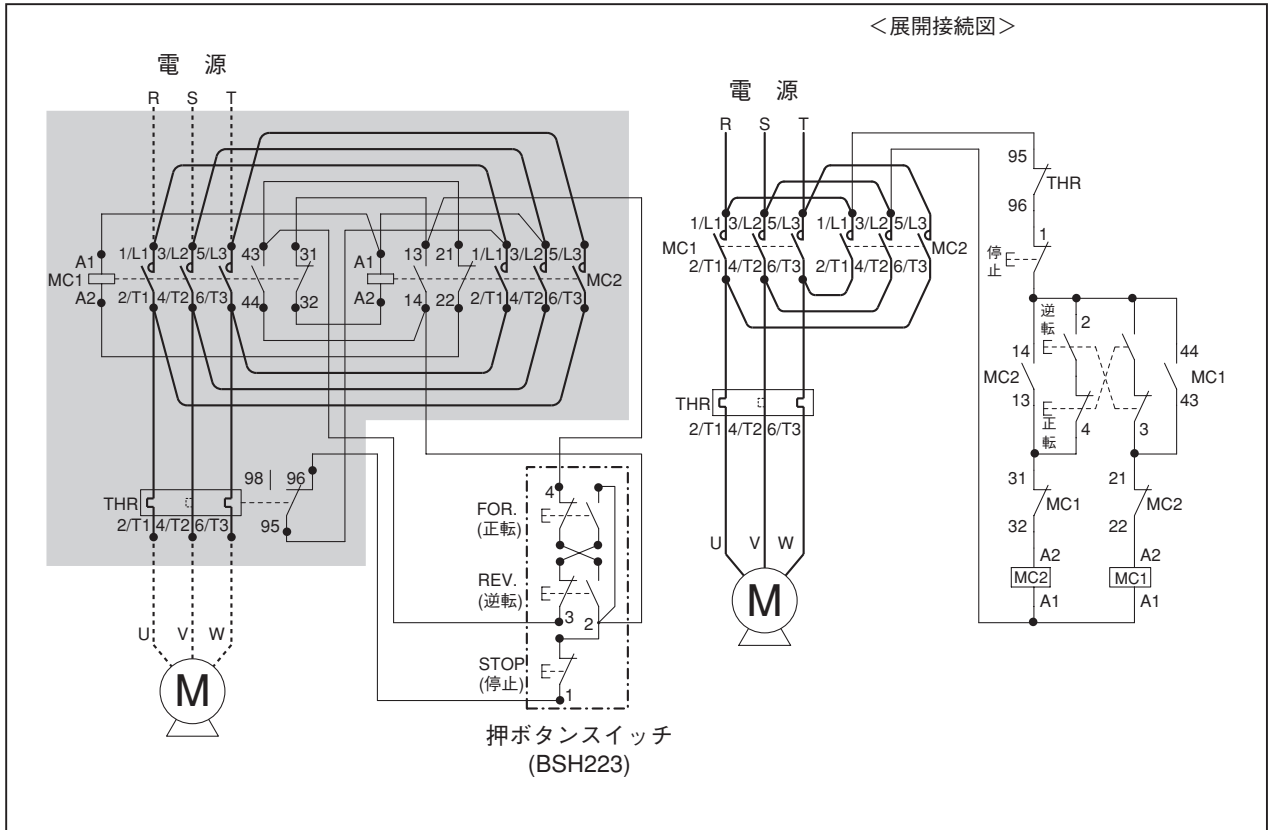 <展開接続図>
電 源
R S T
A1
MC1
A2
1/L1 3/L2 5/L3
2/T1 4/T2 6/T3
43 31
44 32
A1
A2
13 21
14 22
1/L1 3/L2 5/L3
MC2
2/T1 4/T2 6/T3
THR
2/T1 4/T2 6/T3
98 96
95
U V W
M
4
FOR.
(正転)
REV.
(逆転)
3 2
STOP
(停止)
1
押ボタンスイッチ
(BSH223)
電 源
R S T
1/L1 3/L2 5/L3 1/L1 3/L2 5/L3
MC1 MC2
2/T1 4/T2 6/T3 2/T1 4/T2 6/T3
THR
2/T1 4/T2 6/T3
U V W
M
95
THR
96
1
停止
逆転
2
14 44
MC2 MC1
13 43
正転
4 3
31 21
MC1 MC2
32 22
A2 A2
MC2 MC1
A1 A1